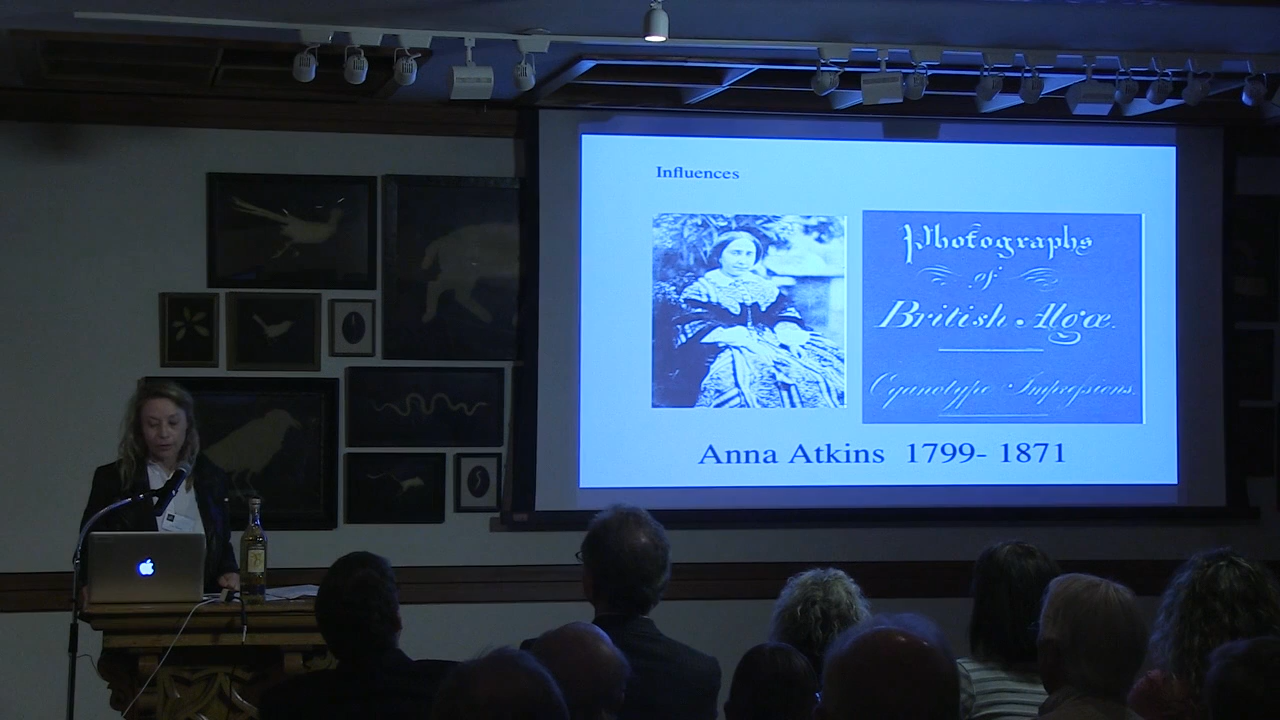 Influences
Photographs
of
British Algæ.
Cyanotype Impressions.
Anna Atkins 1799- 1871